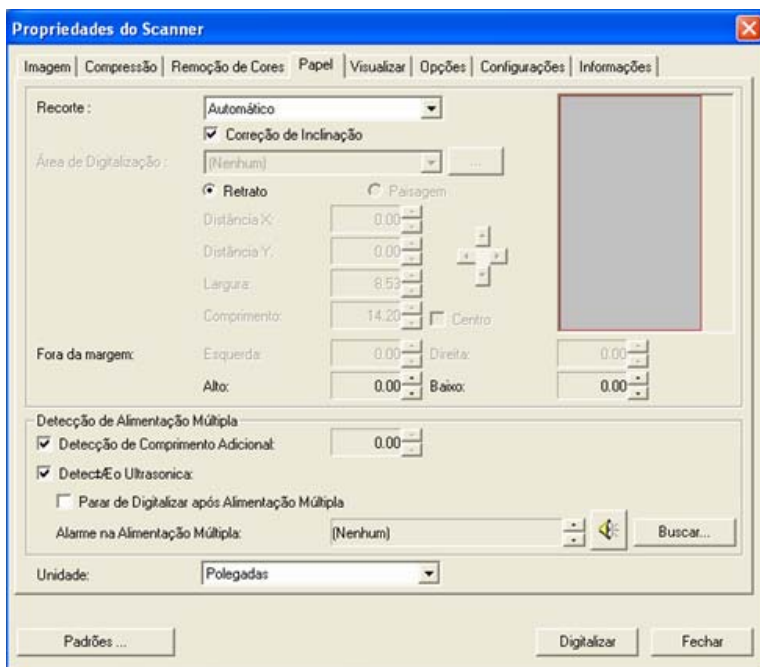 Propriedades do Scanner
Imagem Compressão Remoção de Cores Papel Visualizar Opções Configurações Informações
Recorte : Automático
Correção de Inclinação
Área de Digitalização : (Nenhum) ...
Retrato Paisagem
Distância X: 0.00
Distância Y: 0.00
Largura: 8.53
Comprimento: 14.20 Centro
Fora da margem: Esquerda: 0.00 Direita: 0.00
Alto: 0.00 Baixo: 0.00
Detecção de Alimentação Múltipla
Detecção de Comprimento Adicional: 0.00
Detect±Æo Ultrasonica:
Parar de Digitalizar após Alimentação Múltipla
Alarme na Alimentação Múltipla: (Nenhum) Buscar...
Unidade: Polegadas
Padrões ... Digitalizar Fechar